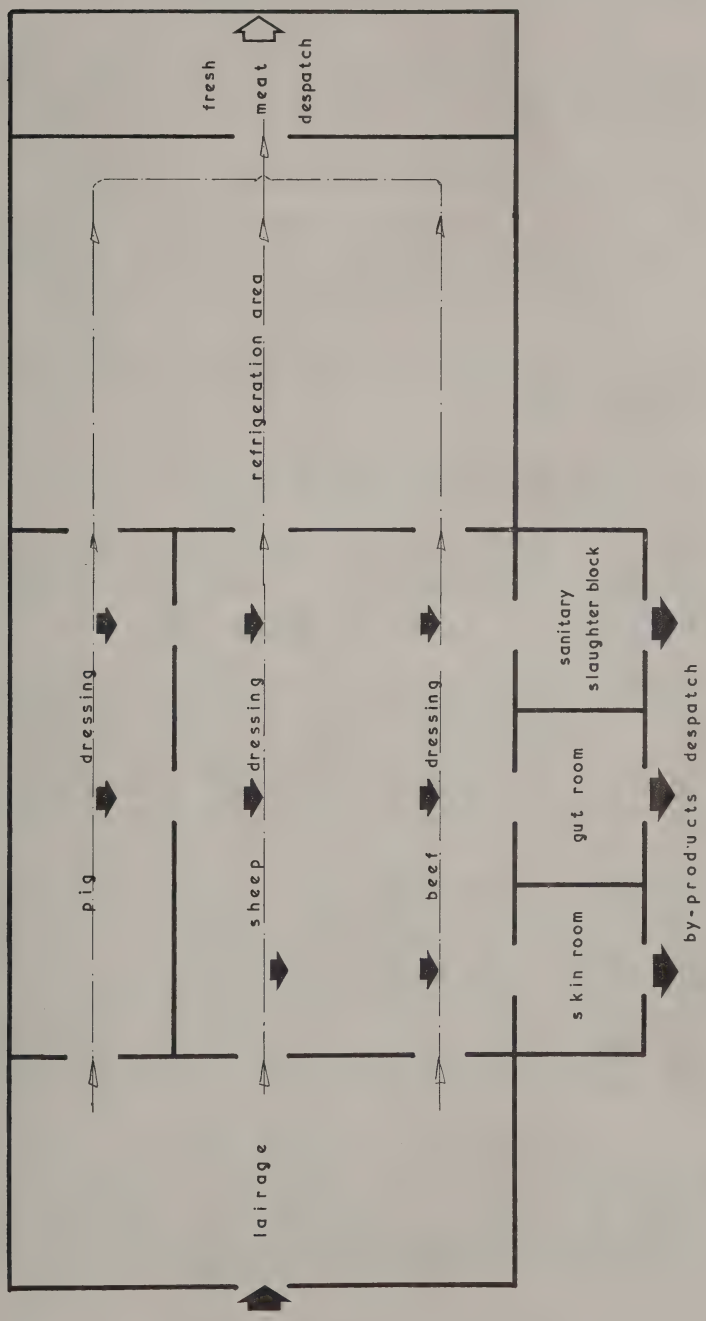 lairage
pig dressing
sheep dressing
beef dressing
refrigeration area
fresh
meat
despatch
skin room
gut room
sanitary
slaughter block
by-products despatch